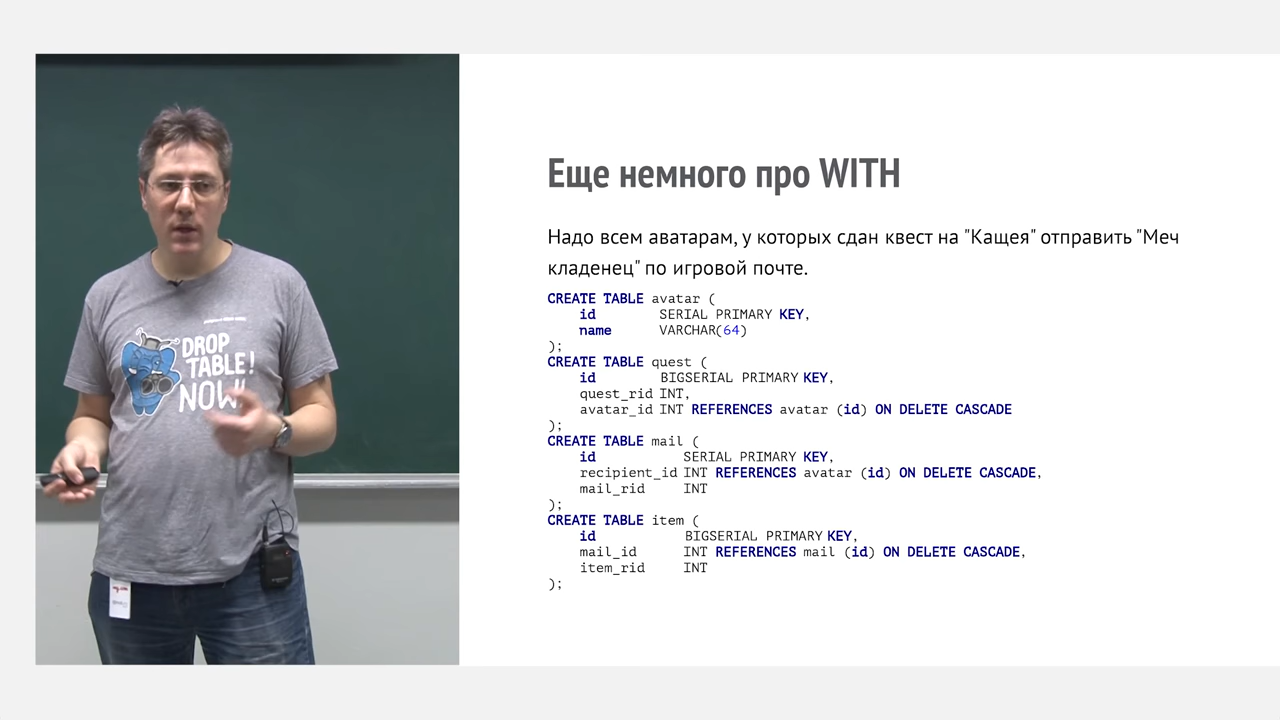 DROP
TABLE!
NOW!
Еще немного про WITH
Надо всем аватарам, у которых сдан квест на "Кащея" отправить "Меч
кладенец" по игровой почте.
CREATE TABLE avatar (
id SERIAL PRIMARY KEY,
name VARCHAR(64)
);
CREATE TABLE quest (
id BIGSERIAL PRIMARY KEY,
quest_rid INT,
avatar_id INT REFERENCES avatar (id) ON DELETE CASCADE
);
CREATE TABLE mail (
id SERIAL PRIMARY KEY,
recipient_id INT REFERENCES avatar (id) ON DELETE CASCADE,
mail_rid INT
);
CREATE TABLE item (
id BIGSERIAL PRIMARY KEY,
mail_id INT REFERENCES mail (id) ON DELETE CASCADE,
item_rid INT
);